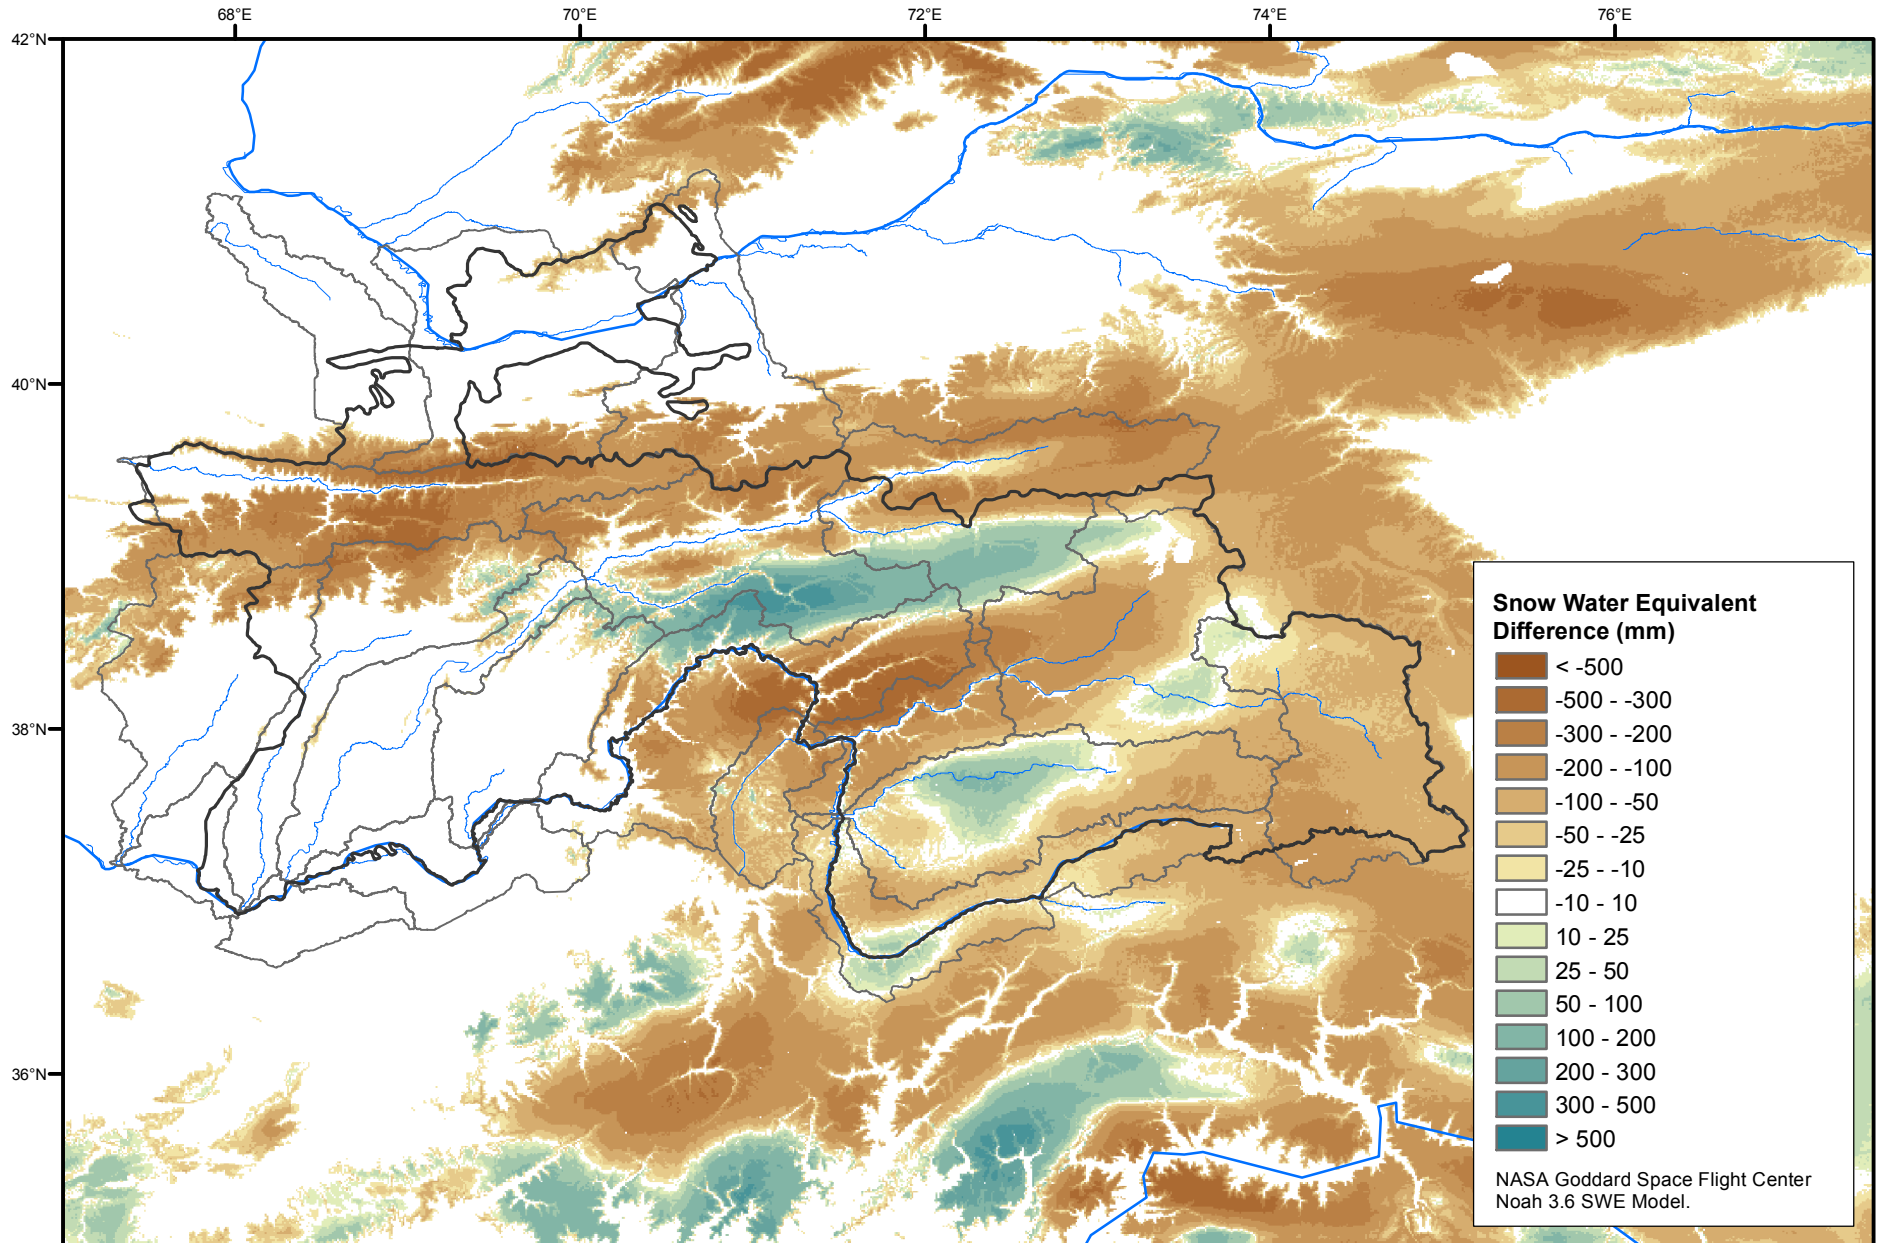 68°E
70°E
72°E
74°E
76°E
42°N
40°N
38°N
36°N
Snow Water Equivalent
Difference (mm)
< -500
-500 - -300
-300 - -200
-200 - -100
-100 - -50
-50 - -25
-25 - -10
-10 - 10
10 - 25
25 - 50
50 - 100
100 - 200
200 - 300
300 - 500
> 500
NASA Goddard Space Flight Center
Noah 3.6 SWE Model.